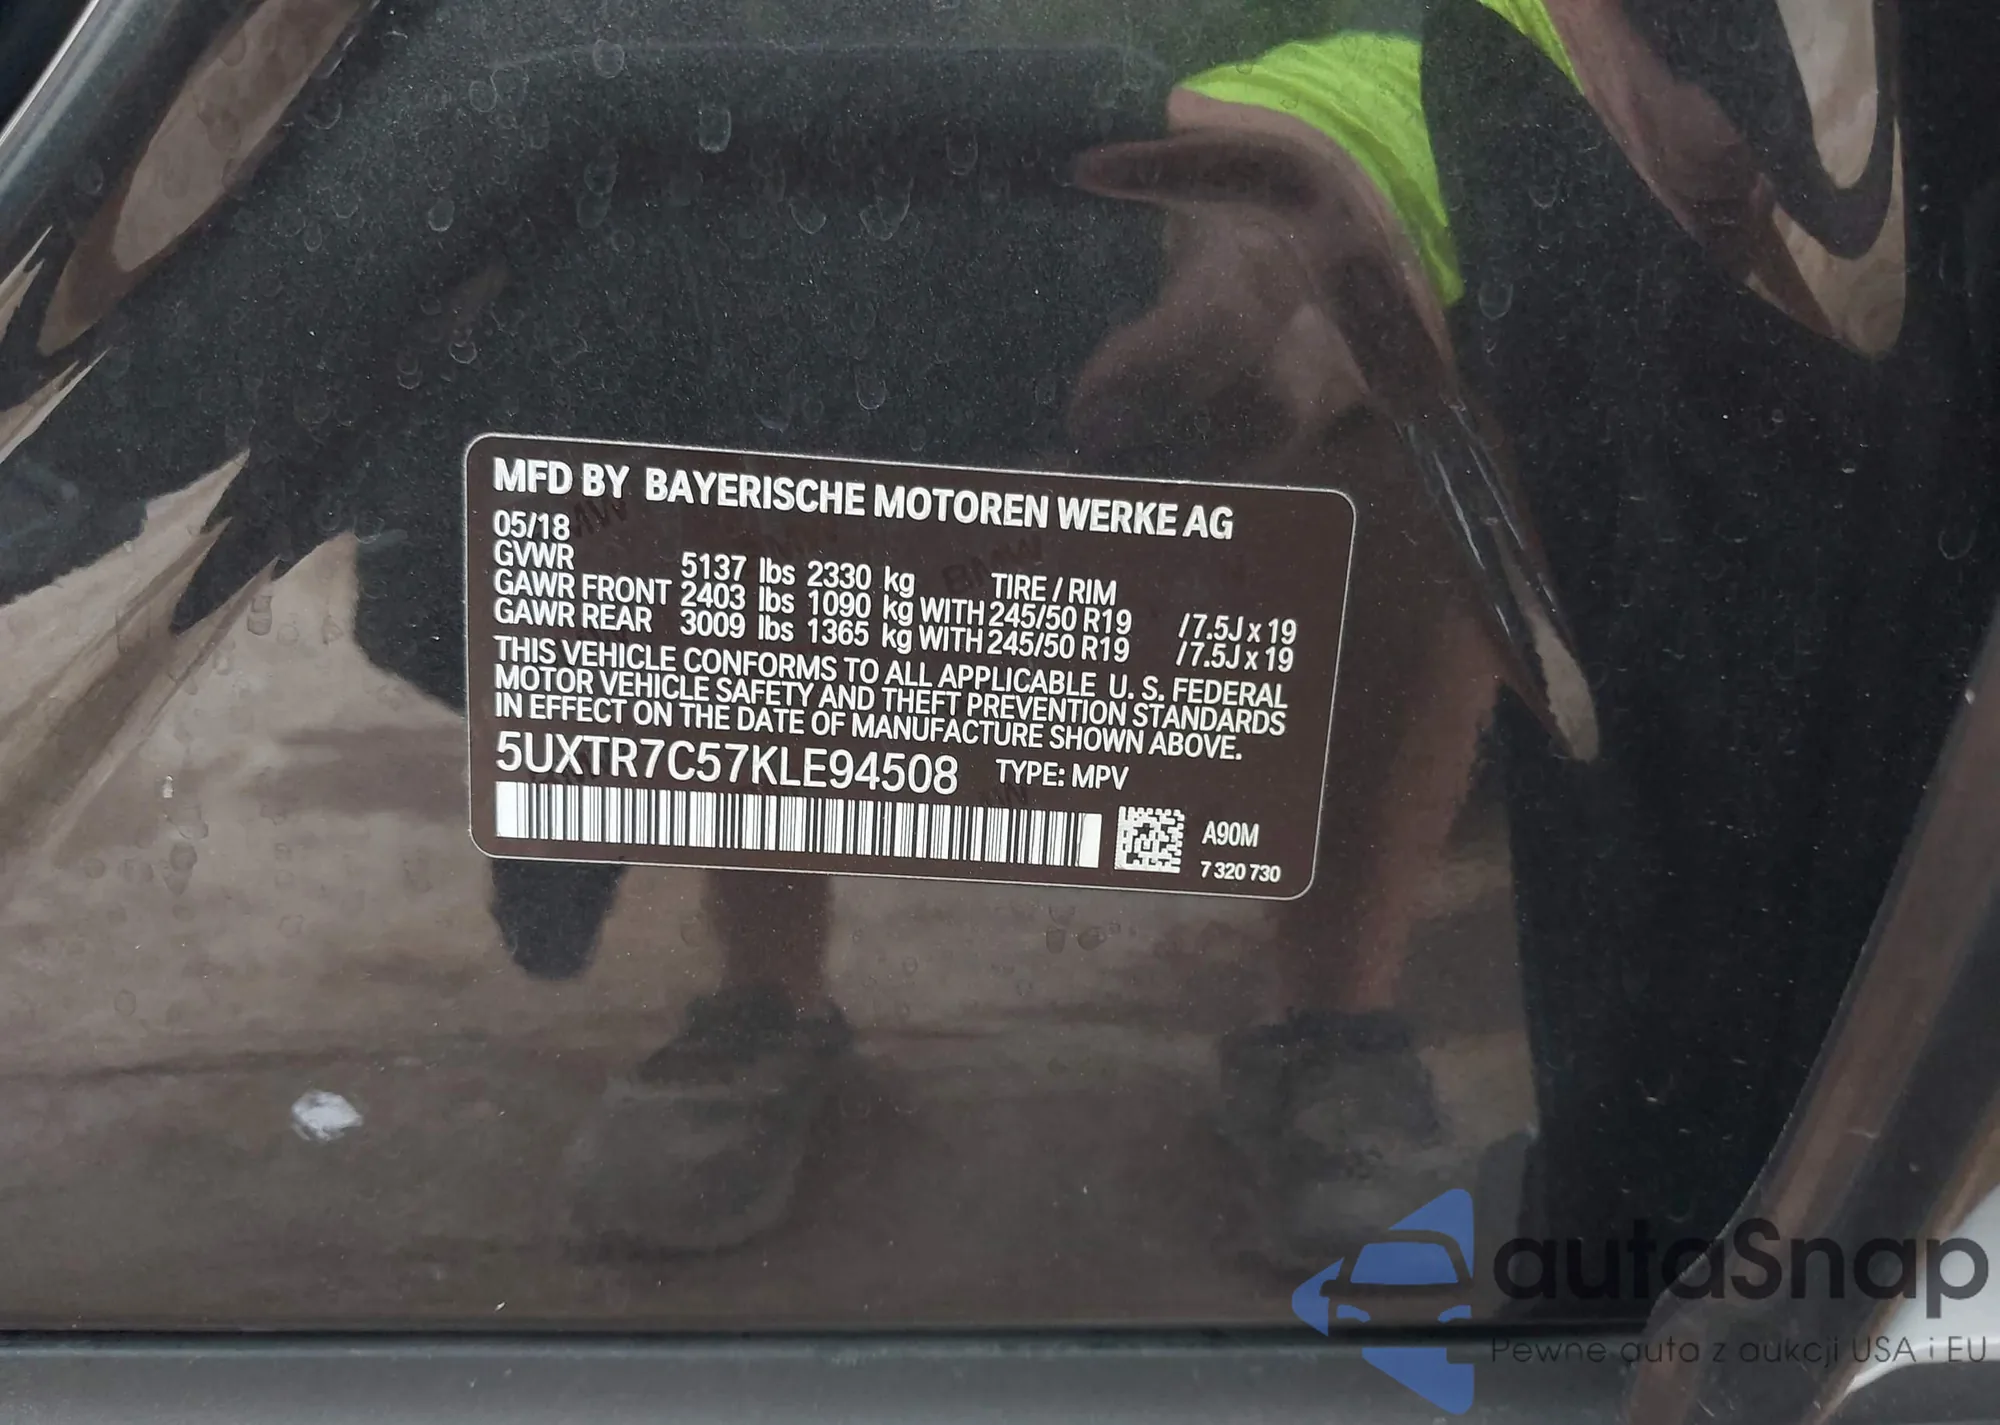 MFD BY BAYERISCHE MOTOREN WERKE AG
05/18
GVWR 5137 lbs 2330 kg TIRE / RIM
GAWR FRONT 2403 lbs 1090 kg WITH 245/50 R19 /7.5J x 19
GAWR REAR 3009 lbs 1365 kg WITH 245/50 R19 /7.5J x 19
THIS VEHICLE CONFORMS TO ALL APPLICABLE U. S. FEDERAL
MOTOR VEHICLE SAFETY AND THEFT PREVENTION STANDARDS
IN EFFECT ON THE DATE OF MANUFACTURE SHOWN ABOVE.
5UXTR7C57KLE94508 TYPE: MPV
A90M
7 320 730
autaSnap
Pewne auta z aukcji USA i EU